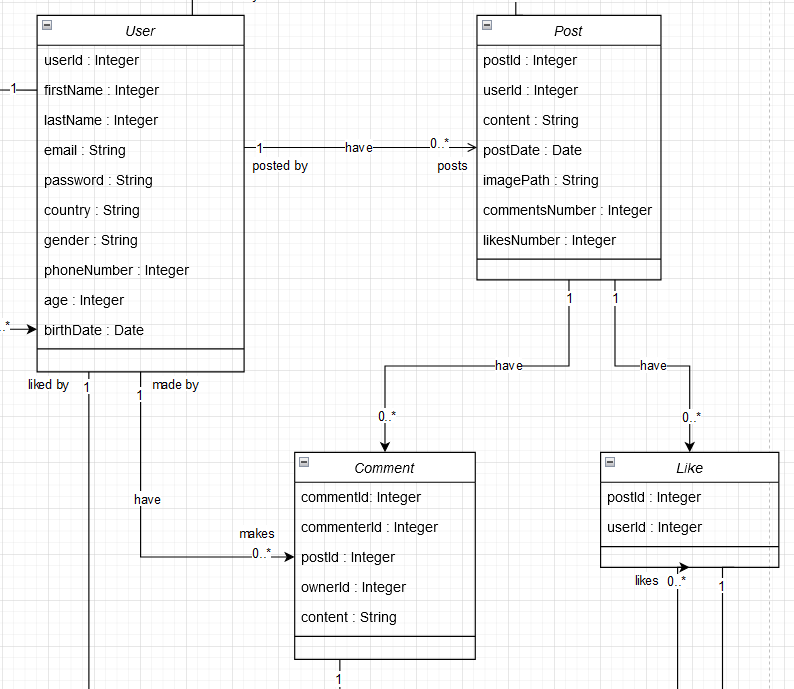 User
userId : Integer
firstName : Integer
lastName : Integer
email : String
password : String
country : String
gender : String
phoneNumber : Integer
age : Integer
birthDate : Date
1
..*
1
have
0..*
posted by
posts
Post
postId : Integer
userId : Integer
content : String
postDate : Date
imagePath : String
commentsNumber : Integer
likesNumber : Integer
1
1
have
have
0..*
0..*
liked by
1
1
made by
have
makes
0..*
Comment
commentId: Integer
commenterId : Integer
postId : Integer
ownerId : Integer
content : String
1
Like
postId : Integer
userId : Integer
likes
0..*
1